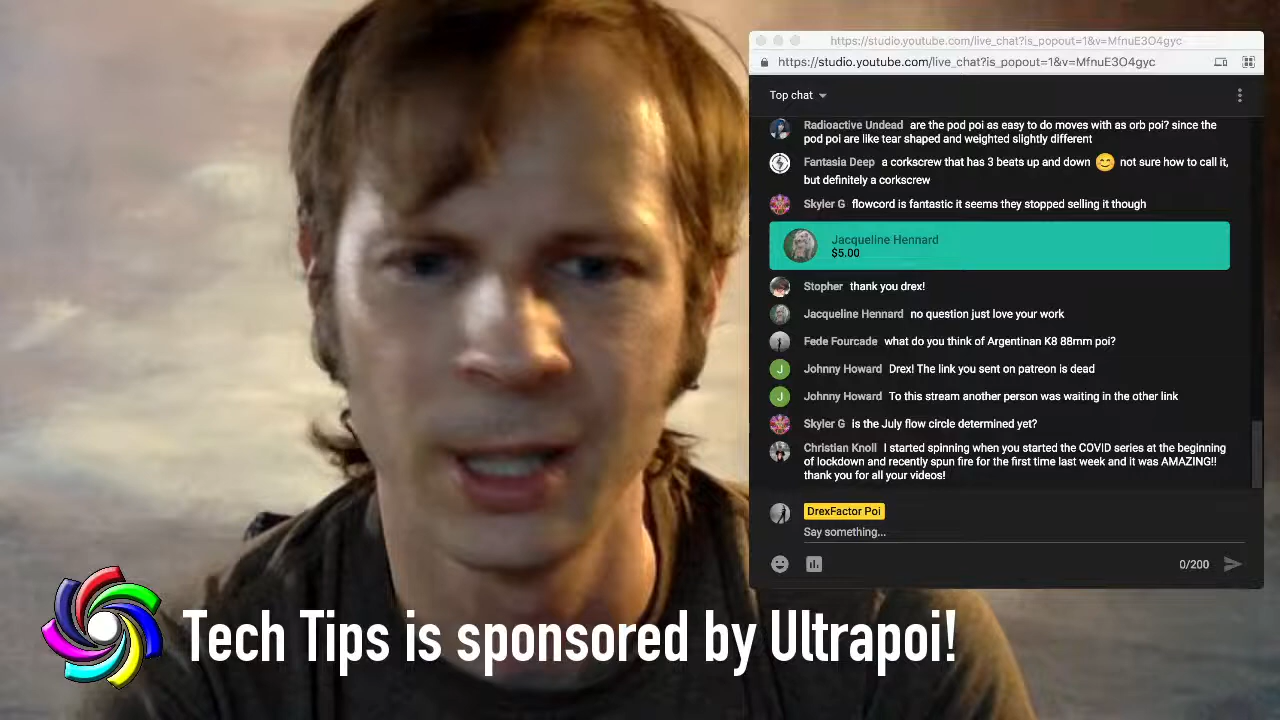 https://studio.youtube.com/live_chat?is_popout=1&v=MfnuE3O4gyc
https://studio.youtube.com/live_chat?is_popout=1&v=MfnuE3O4gyc
Top chat
Radioactive Undead are the pod poi as easy to do moves with as orb poi? since the
pod poi are like tear shaped and weighted slightly different
Fantasia Deep a corkscrew that has 3 beats up and down 😊 not sure how to call it,
but definitely a corkscrew
Skyler G flowcord is fantastic it seems they stopped selling it though
Jacqueline Hennard
$5.00
Stopher thank you drex!
Jacqueline Hennard no question just love your work
Fede Fourcade what do you think of Argentinan K8 88mm poi?
J Johnny Howard Drex! The link you sent on patreon is dead
J Johnny Howard To this stream another person was waiting in the other link
Skyler G is the July flow circle determined yet?
Christian Knoll I started spinning when you started the COVID series at the beginning
of lockdown and recently spun fire for the first time last week and it was AMAZING!!
thank you for all your videos!
DrexFactor Poi
Say something...
0/200
Tech Tips is sponsored by Ultrapoi!